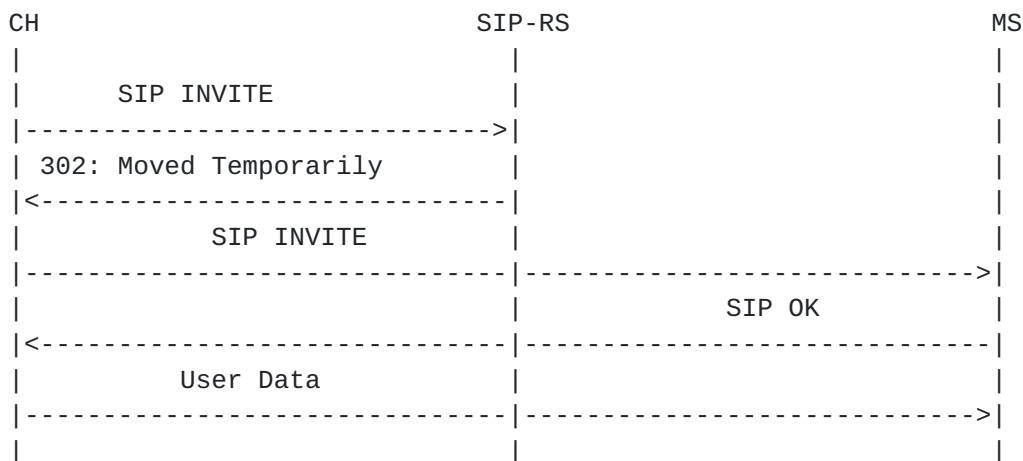 CH SIP-RS MS
SIP INVITE
302: Moved Temporarily
SIP INVITE
SIP OK
User Data